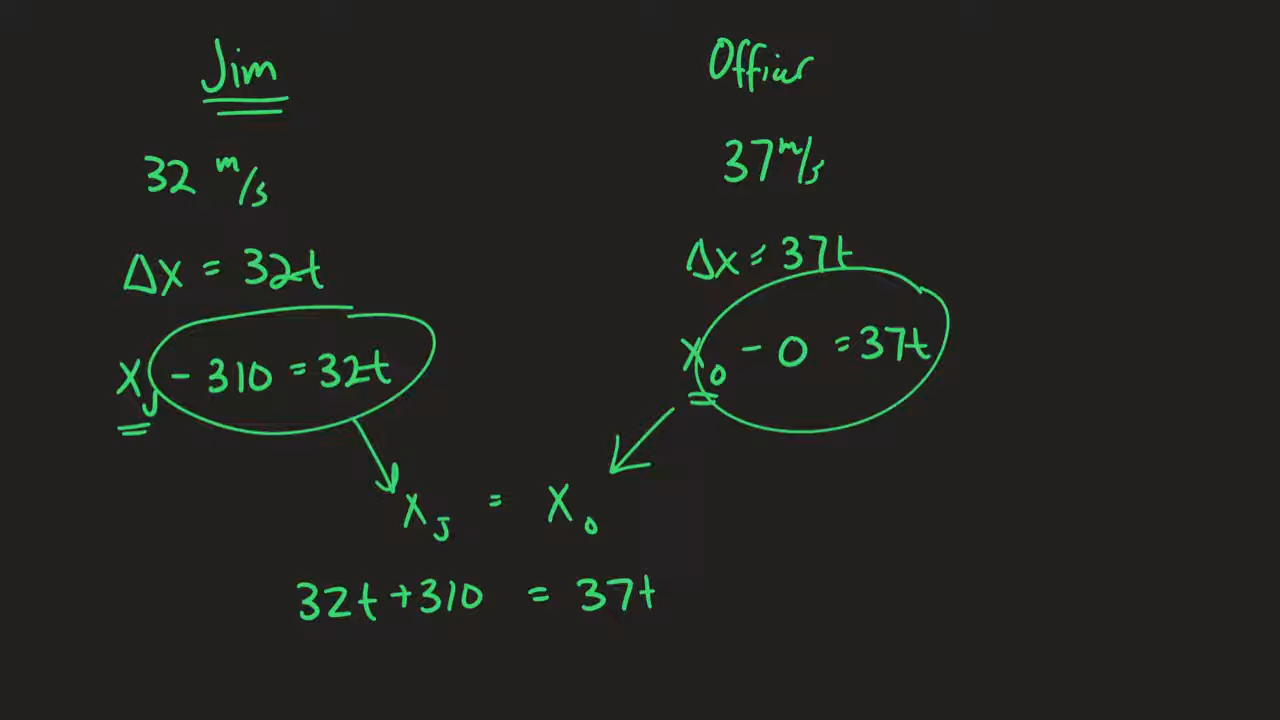 Jim
Officer
32 m/s
37 m/s
Δx = 32t
Δx = 37t
xJ - 310 = 32t
xo - 0 = 37t
xJ = xo
32t + 310 = 37t